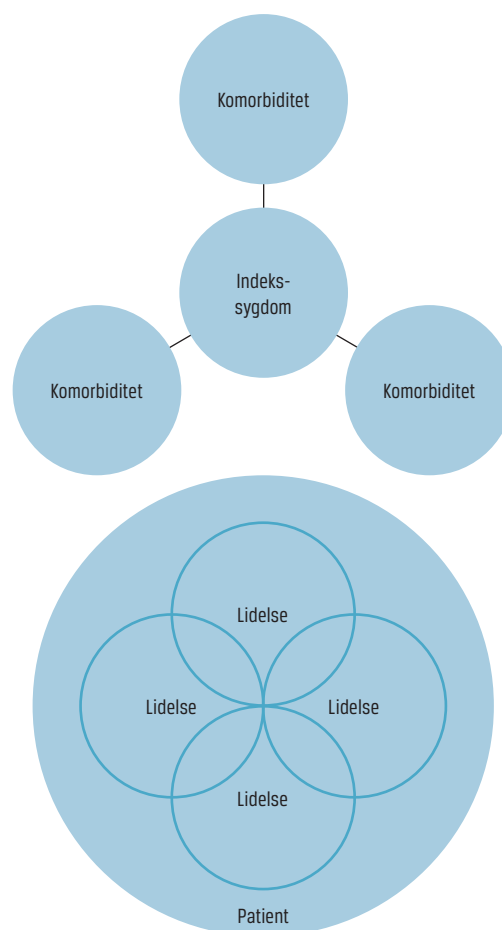 Komorbiditet
Indeks-
sygdom
Komorbiditet
Komorbiditet
Lidelse
Lidelse
Lidelse
Lidelse
Patient